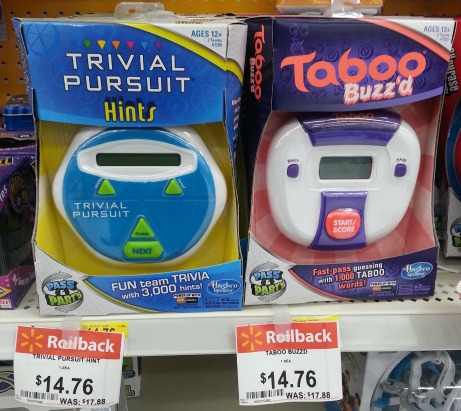 AGES 12+
TRIVIAL
PURSUIT
Hints
TRIVIAL
PURSUIT
NEXT
PASS
&
PARTY
FUN team TRIVIA
with 3,000 hints!
Hasbro
Gaming
Taboo
AGES 12+
Taboo
Buzz'd
START/
SCORE
PASS
&
PARTY
Fast-pass guessing
with 1,000 TABOO
words!
Hasbro
Gaming
Rollback
TRIVIAL PURSUIT HINT
$14.76
WAS: $17.88
Rollback
TABOO BUZZD
$14.76
WAS: $17.88